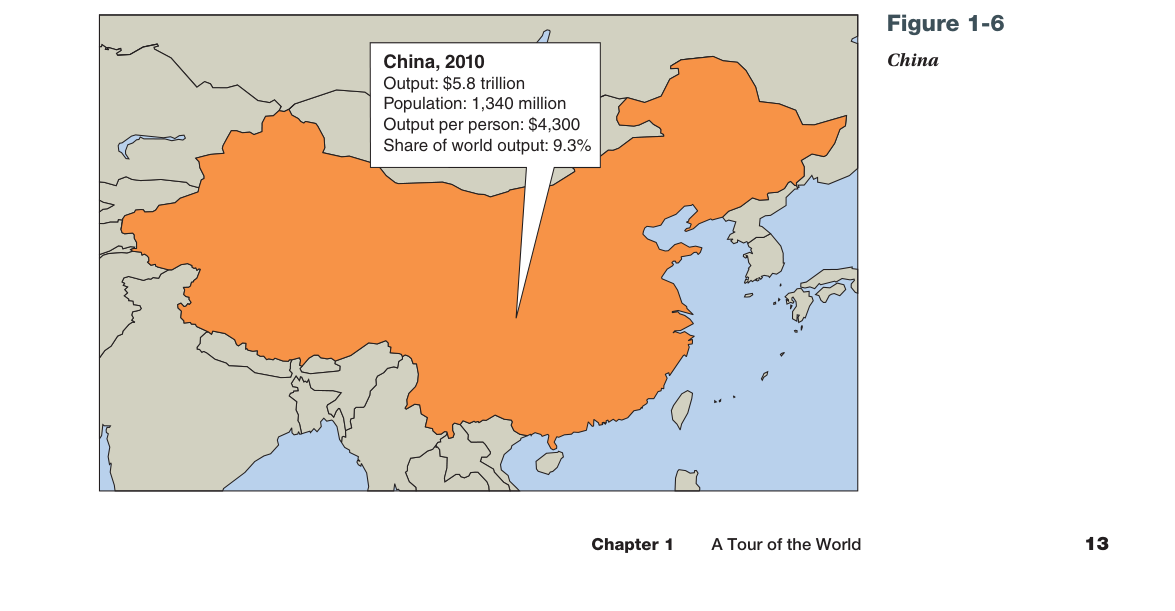 Figure 1-6
China
China, 2010
Output: $5.8 trillion
Population: 1,340 million
Output per person: $4,300
Share of world output: 9.3%
Chapter 1 A Tour of the World 13